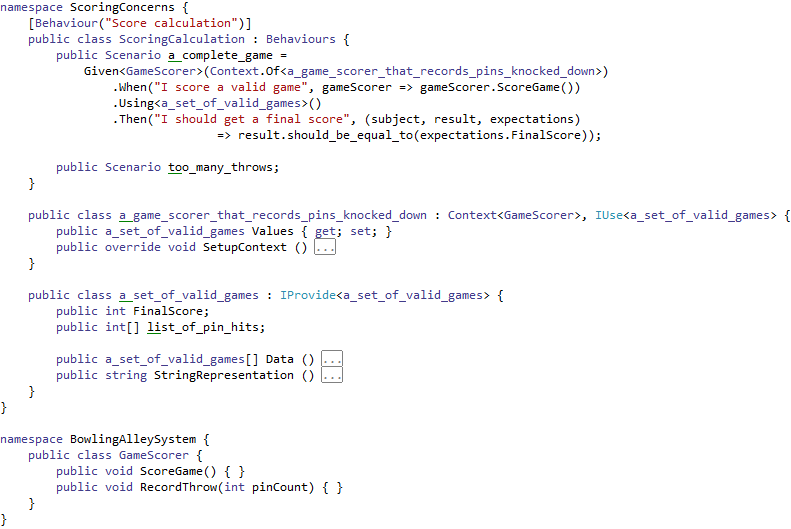 namespace ScoringConcerns {
    [Behaviour("Score calculation")]
    public class ScoringCalculation : Behaviours {
        public Scenario a_complete_game =
            Given<GameScorer>(Context.Of<a_game_scorer_that_records_pins_knocked_down>)
                .When("I score a valid game", gameScorer => gameScorer.ScoreGame())
                .Using<a_set_of_valid_games>()
                .Then("I should get a final score", (subject, result, expectations)
                               => result.should_be_equal_to(expectations.FinalScore));

        public Scenario too_many_throws;
    }

    public class a_game_scorer_that_records_pins_knocked_down : Context<GameScorer>, IUse<a_set_of_valid_games> {
        public a_set_of_valid_games Values { get; set; }
        public override void SetupContext () ...
    }

    public class a_set_of_valid_games : IProvide<a_set_of_valid_games> {
        public int FinalScore;
        public int[] list_of_pin_hits;

        public a_set_of_valid_games[] Data () ...
        public string StringRepresentation () ...
    }
}

namespace BowlingAlleySystem {
    public class GameScorer {
        public void ScoreGame() { }
        public void RecordThrow(int pinCount) { }
    }
}